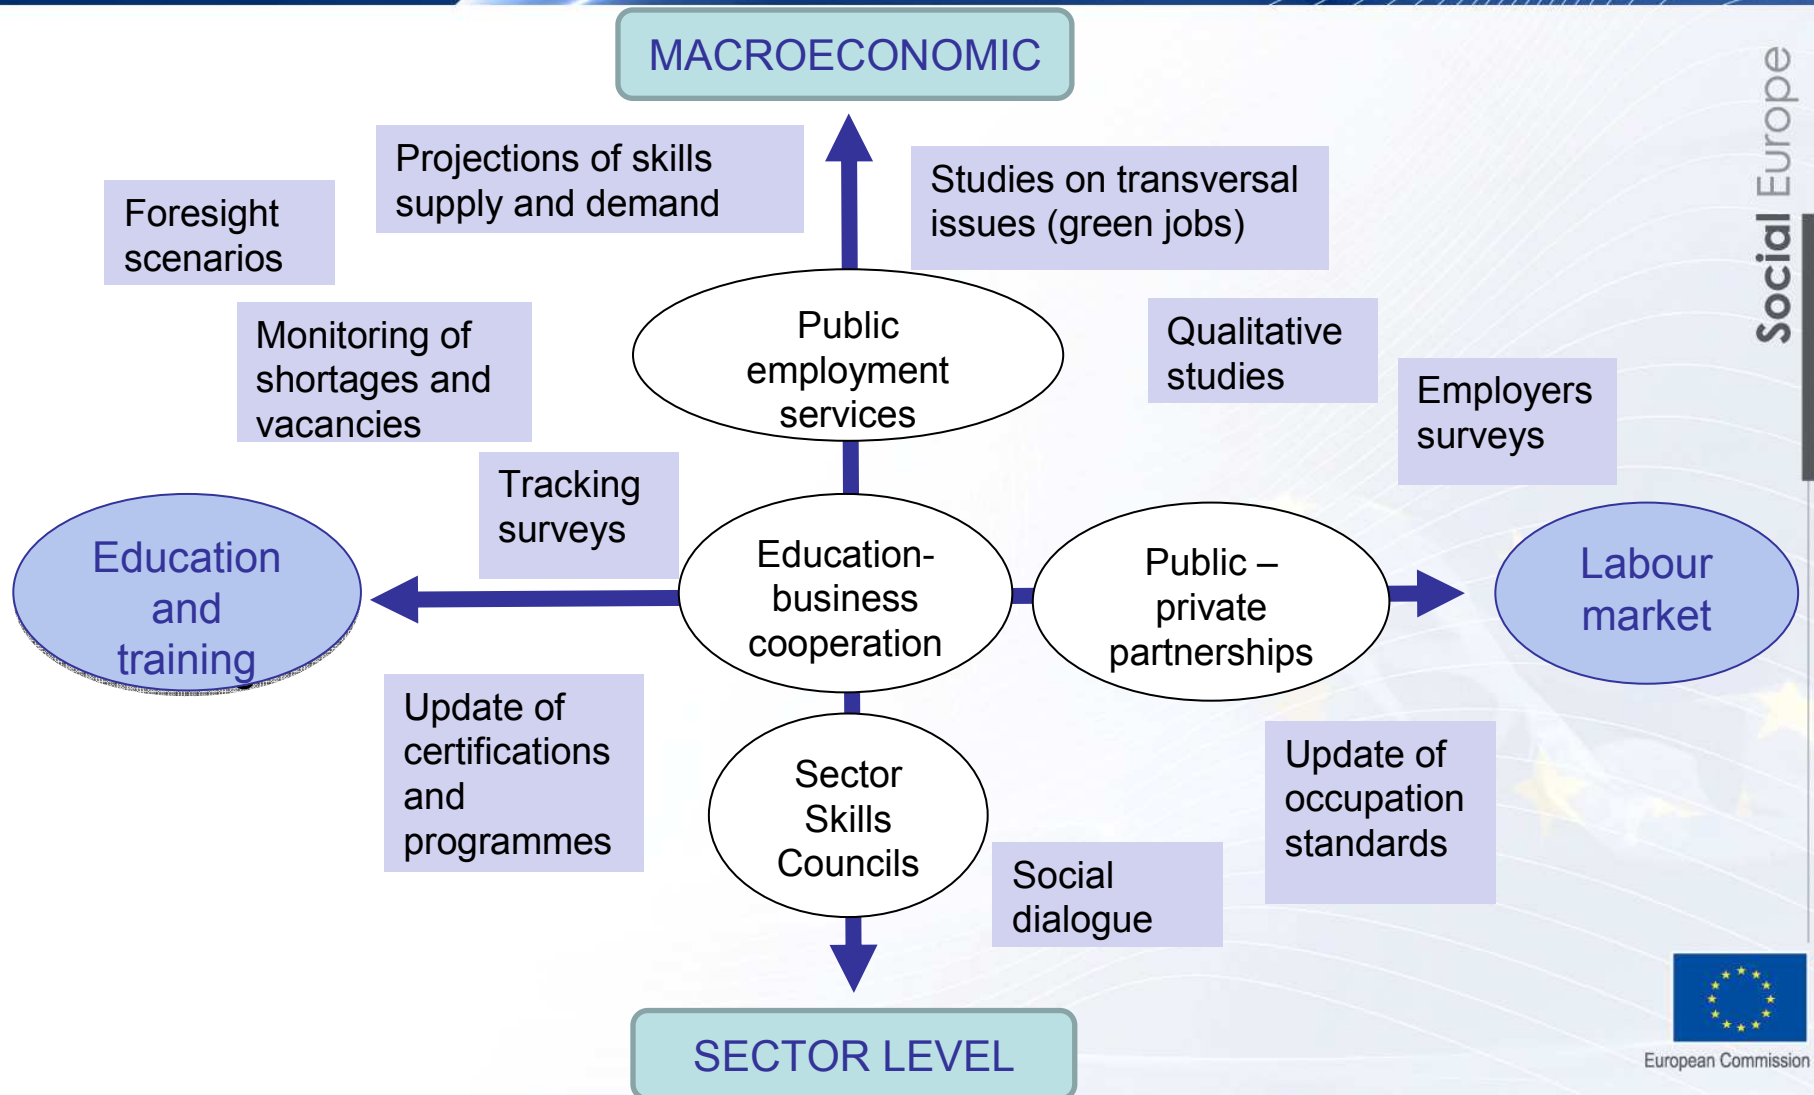 MACROECONOMIC
Projections of skills
supply and demand
Studies on transversal
issues (green jobs)
Foresight
scenarios
Monitoring of
shortages and
vacancies
Public
employment
services
Qualitative
studies
Employers
surveys
Tracking
surveys
Education
and
training
Education-
business
cooperation
Public –
private
partnerships
Labour
market
Update of
certifications
and
programmes
Sector
Skills
Councils
Update of
occupation
standards
Social
dialogue
SECTOR LEVEL
Social Europe
European Commission